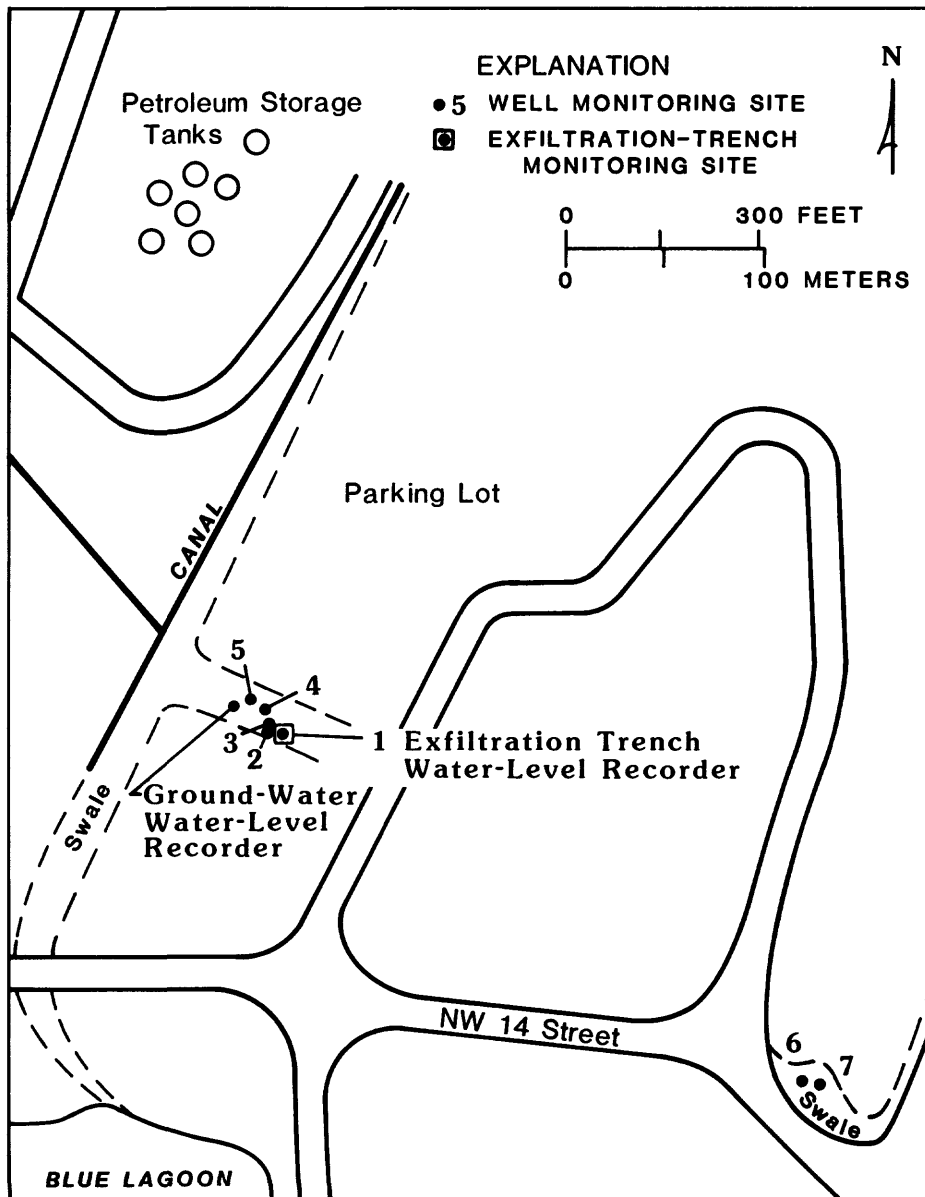 EXPLANATION
N
Petroleum Storage
Tanks
5 WELL MONITORING SITE
EXFILTRATION-TRENCH
MONITORING SITE
0 300 FEET
0 100 METERS
Parking Lot
CANAL
5
4
3
2
1 Exfiltration Trench
Water-Level Recorder
Ground-Water
Water-Level
Recorder
Swale
NW 14 Street
6
7
Swale
BLUE LAGOON